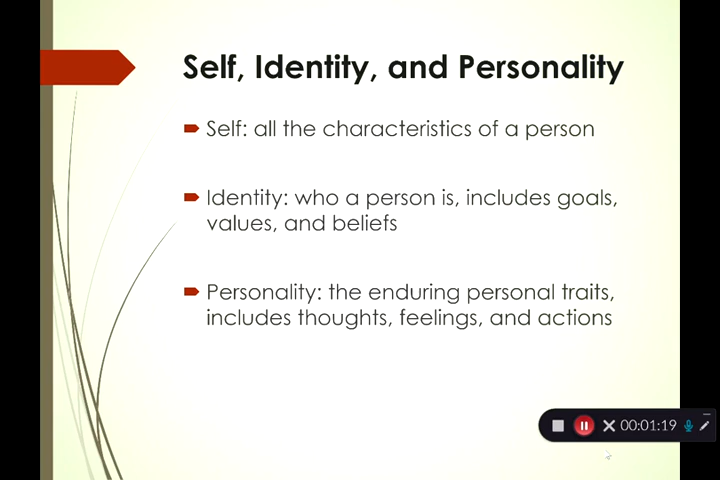 Self, Identity, and Personality
Self: all the characteristics of a person
Identity: who a person is, includes goals,
values, and beliefs
Personality: the enduring personal traits,
includes thoughts, feelings, and actions
00:01:19